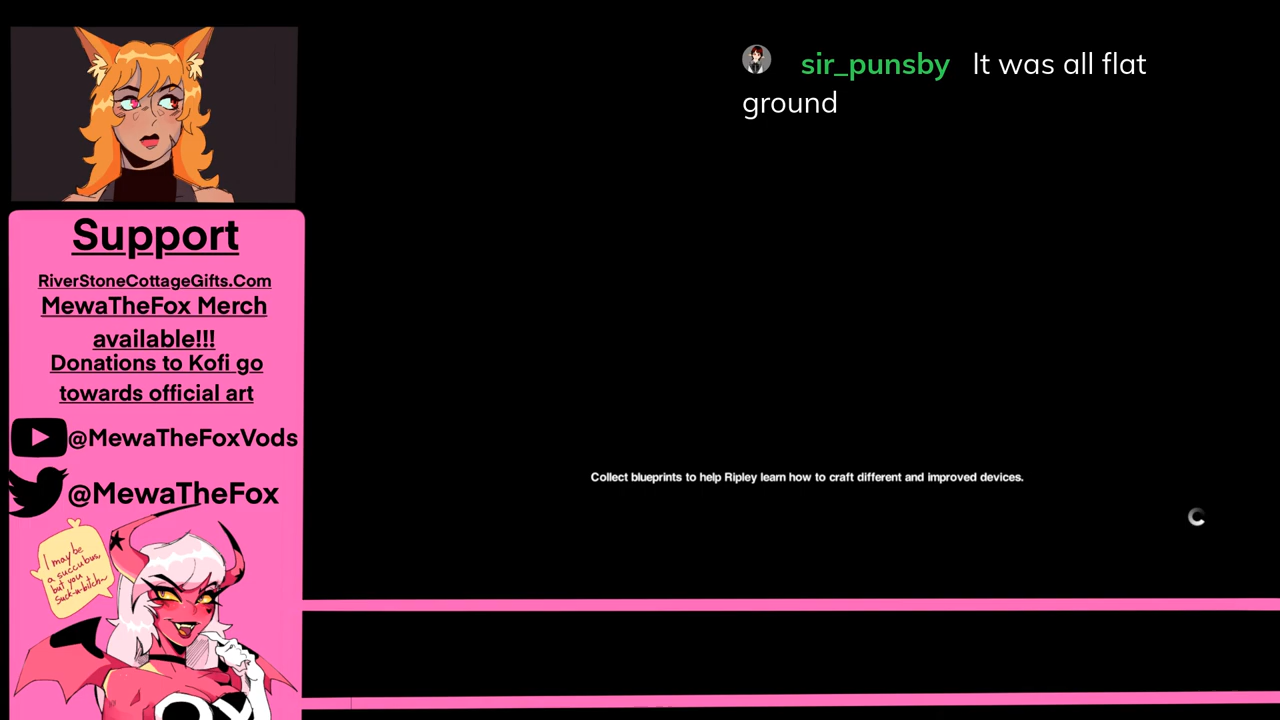 sir_punsby It was all flat
ground
Support
RiverStoneCottageGifts.Com
MewaTheFox Merch
available!!!
Donations to Kofi go
towards official art
@MewaTheFoxVods
@MewaTheFox
I may be
a succubus,
but you
suck-a-bitch~
Collect blueprints to help Ripley learn how to craft different and improved devices.